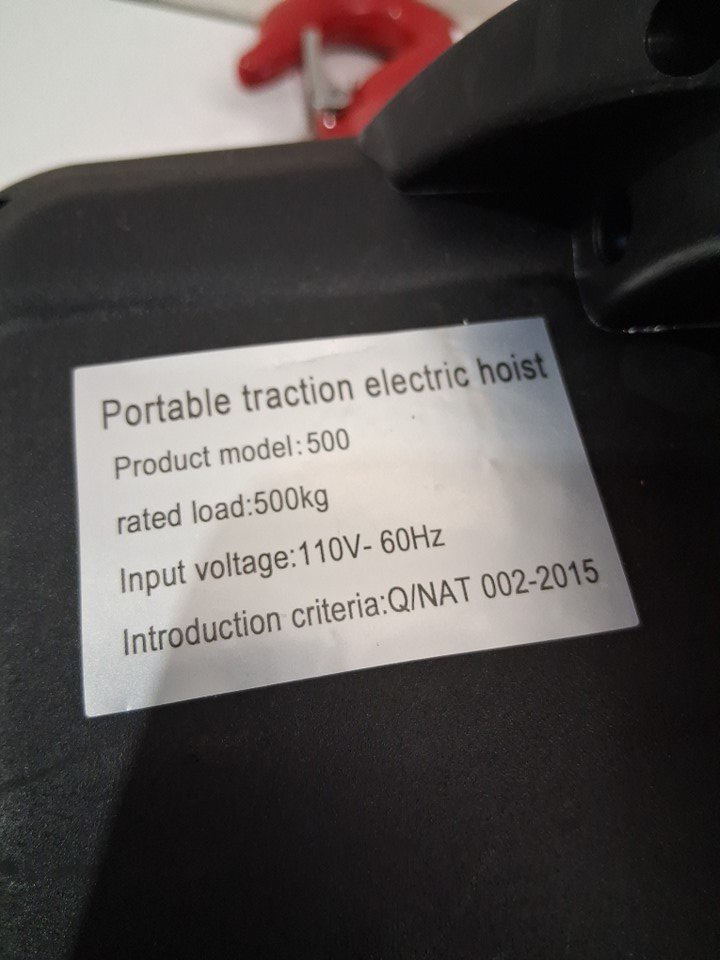 Portable traction electric hoist
Product model:500
rated load:500kg
Input voltage:110V- 60Hz
Introduction criteria:Q/NAT 002-2015